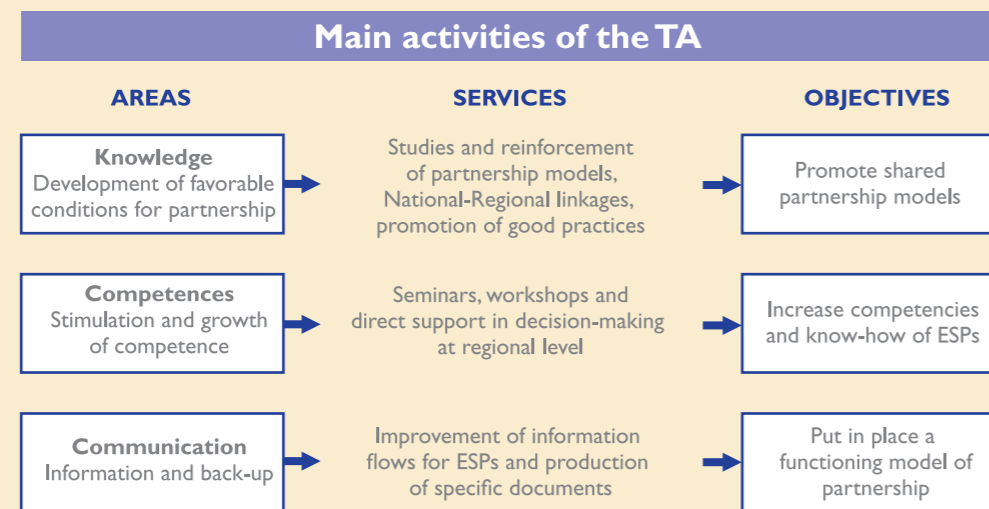 Main activities of the TA
AREAS
SERVICES
OBJECTIVES
Knowledge
Development of favorable
conditions for partnership
Studies and reinforcement
of partnership models,
National-Regional linkages,
promotion of good practices
Promote shared
partnership models
Competences
Stimulation and growth
of competence
Seminars, workshops and
direct support in decision-making
at regional level
Increase competencies
and know-how of ESPs
Communication
Information and back-up
Improvement of information
flows for ESPs and production
of specific documents
Put in place a
functioning model of
partnership